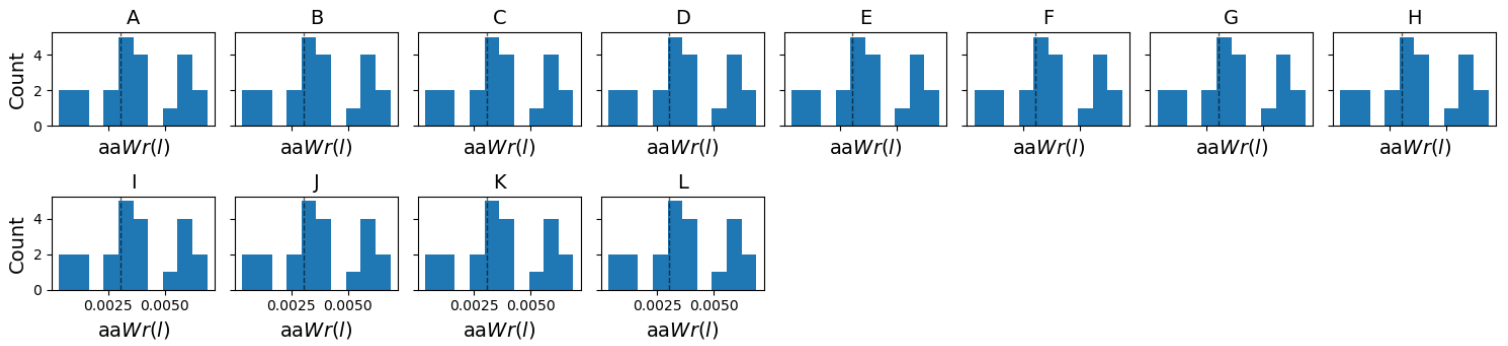 A B C D E F G H
Count 4 2 0
aaWr(l) aaWr(l) aaWr(l) aaWr(l) aaWr(l) aaWr(l) aaWr(l) aaWr(l)
I J K L
Count 4 2 0
0.0025 0.0050 0.0025 0.0050 0.0025 0.0050 0.0025 0.0050
aaWr(l) aaWr(l) aaWr(l) aaWr(l)